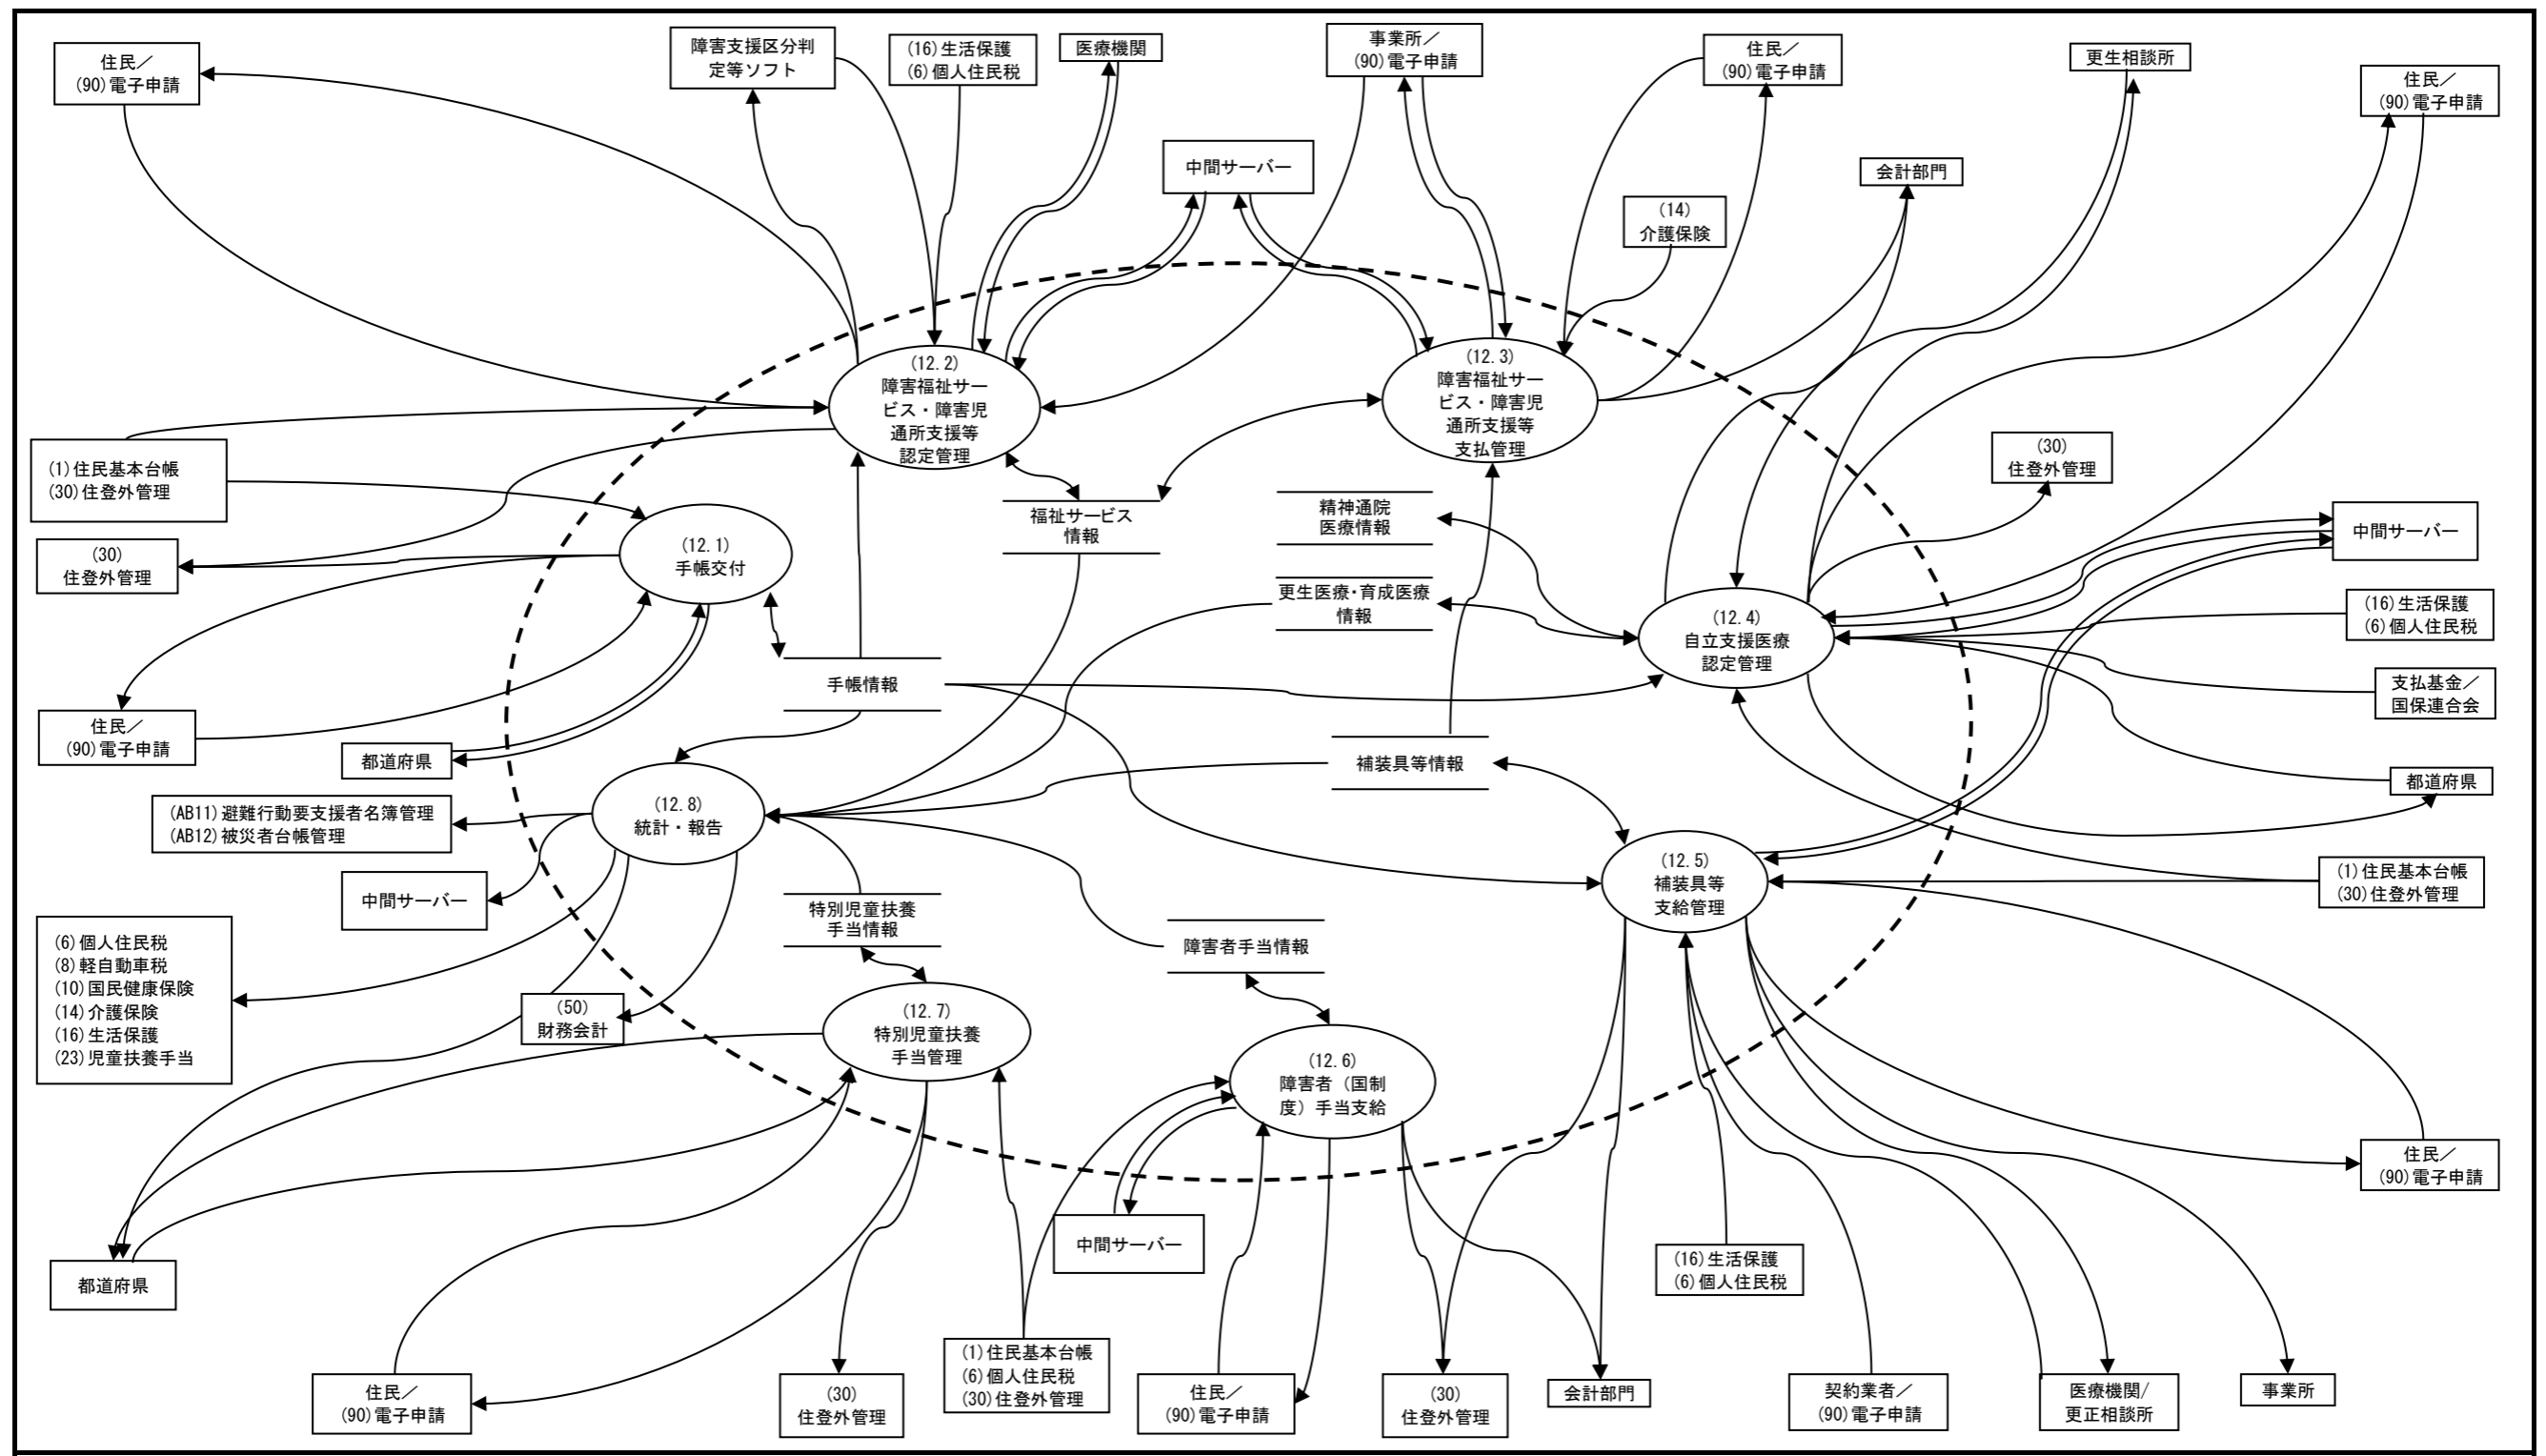 住民／
(90)電子申請
障害支援区分判
定等ソフト
(16)生活保護
(6)個人住民税
医療機関
事業所／
(90)電子申請
住民／
(90)電子申請
更生相談所
住民／
(90)電子申請
中間サーバー
会計部門
(14)
介護保険
(12.2)
障害福祉サー
ビス・障害児
通所支援等
認定管理
(12.3)
障害福祉サー
ビス・障害児
通所支援等
支払管理
(1)住民基本台帳
(30)住登外管理
(30)
住登外管理
(30)
住登外管理
(12.1)
手帳交付
福祉サービス
情報
精神通院
医療情報
中間サーバー
更生医療・育成医療
情報
(12.4)
自立支援医療
認定管理
(16)生活保護
(6)個人住民税
手帳情報
支払基金／
国保連合会
住民／
(90)電子申請
都道府県
補装具等情報
都道府県
(AB11)避難行動要支援者名簿管理
(AB12)被災者台帳管理
(12.8)
統計・報告
中間サーバー
(12.5)
補装具等
支給管理
(1)住民基本台帳
(30)住登外管理
特別児童扶養
手当情報
障害者手当情報
(6)個人住民税
(8)軽自動車税
(10)国民健康保険
(14)介護保険
(16)生活保護
(23)児童扶養手当
(50)
財務会計
(12.7)
特別児童扶養
手当管理
(12.6)
障害者（国制
度）手当支給
住民／
(90)電子申請
中間サーバー
(16)生活保護
(6)個人住民税
都道府県
住民／
(90)電子申請
(30)
住登外管理
(1)住民基本台帳
(6)個人住民税
(30)住登外管理
住民／
(90)電子申請
(30)
住登外管理
会計部門
契約業者／
(90)電子申請
医療機関/
更正相談所
事業所